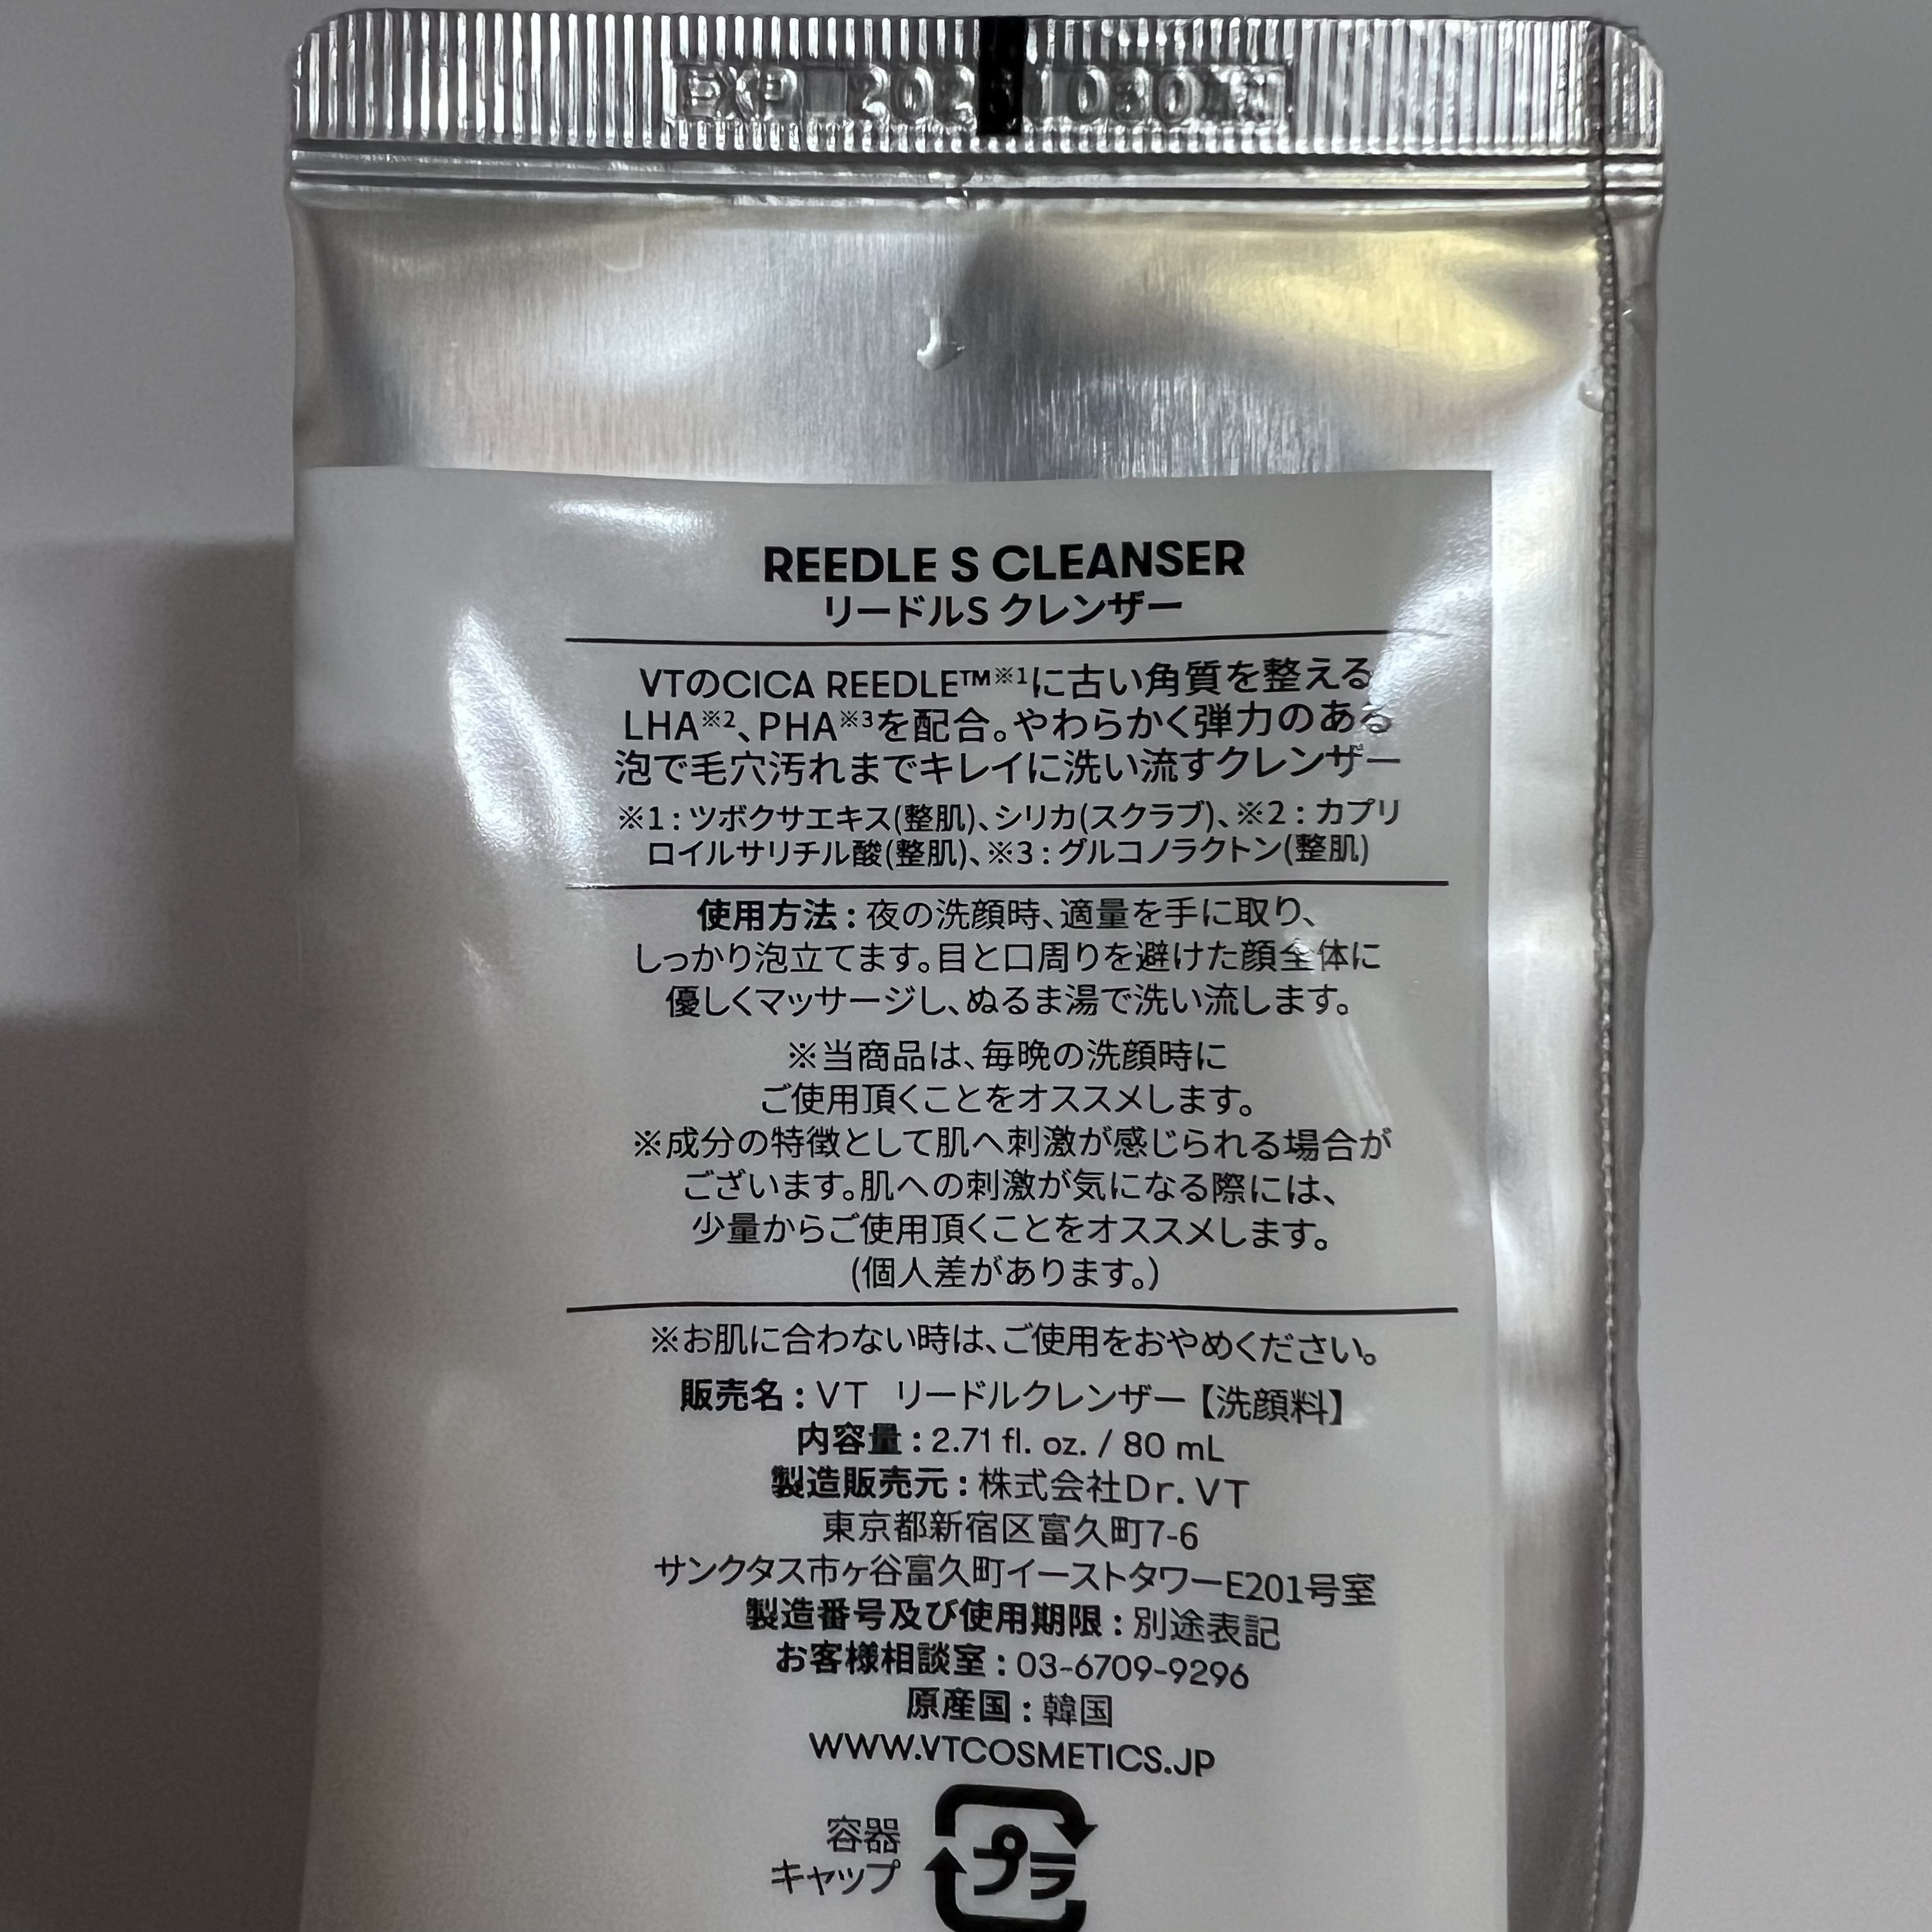 EXP
REEDLE S CLEANSER
リードルS クレンザー
VTのCICA REEDLE™※1に古い角質を整える
LHA※2、PHA※3を配合。やわらかく弾力のある
泡で毛穴汚れまでキレイに洗い流すクレンザー
※1 : ツボクサエキス(整肌)、シリカ(スクラブ)、※2 : カプリ
ロイルサリチル酸(整肌)、※3 : グルコノラクトン(整肌)
使用方法 : 夜の洗顔時、適量を手に取り、
しっかり泡立てます。目と口周りを避けた顔全体に
優しくマッサージし、ぬるま湯で洗い流します。
※当商品は、毎晩の洗顔時に
ご使用頂くことをオススメします。
※成分の特徴として肌へ刺激が感じられる場合が
ございます。肌への刺激が気になる際には、
少量からご使用頂くことをオススメします。
(個人差があります。)
※お肌に合わない時は、ご使用をおやめください。
販売名 : VT リードルクレンザー【洗顔料】
内容量 : 2.71 fl. oz. / 80 mL
製造販売元 : 株式会社Dr. VT
東京都新宿区富久町7-6
サンクタス市ヶ谷富久町イーストタワーE201号室
製造番号及び使用期限 : 別途表記
お客様相談室 : 03-6709-9296
原産国 : 韓国
WWW.VTCOSMETICS.JP
容器
キャップ
プラ